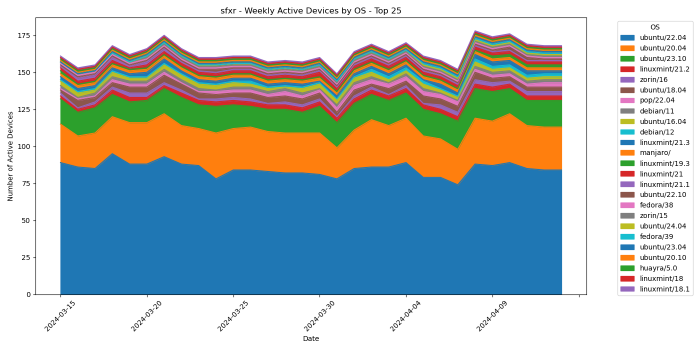 sfxr - Weekly Active Devices by OS - Top 25
Number of Active Devices
175
150
125
100
75
50
25
0
2024-03-15
2024-03-20
2024-03-25
2024-03-30
2024-04-04
2024-04-09
Date
OS
ubuntu/22.04
ubuntu/20.04
ubuntu/23.10
linuxmint/21.2
zorin/16
ubuntu/18.04
pop/22.04
debian/11
ubuntu/16.04
debian/12
linuxmint/21.3
manjaro/
linuxmint/19.3
linuxmint/21
linuxmint/21.1
ubuntu/22.10
fedora/38
zorin/15
ubuntu/24.04
fedora/39
ubuntu/23.04
ubuntu/20.10
huayra/5.0
linuxmint/18
linuxmint/18.1